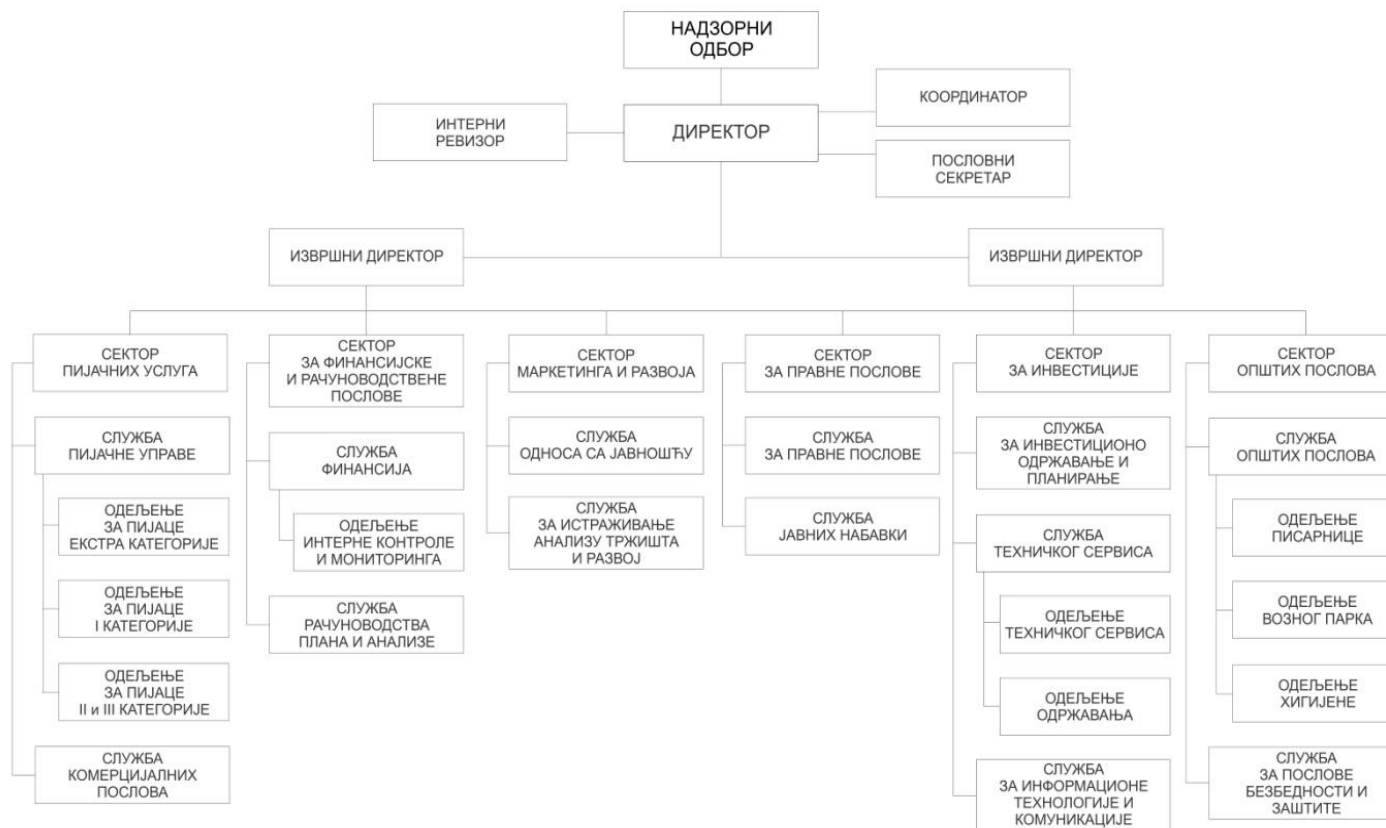 НАДЗОРНИ
ОДБОР
КООРДИНАТОР
ИНТЕРНИ
РЕВИЗОР
ДИРЕКТОР
ПОСЛОВНИ
СЕКРЕТАР
ИЗВРШНИ ДИРЕКТОР
ИЗВРШНИ ДИРЕКТОР
СЕКТОР
ПИЈАЧНИХ УСЛУГА
СЛУЖБА
ПИЈАЧНЕ УПРАВЕ
ОДЕЉЕЊЕ
ЗА ПИЈАЦЕ
ЕКСТРА КАТЕГОРИЈЕ
ОДЕЉЕЊЕ
ЗА ПИЈАЦЕ
I КАТЕГОРИЈЕ
ОДЕЉЕЊЕ
ЗА ПИЈАЦЕ
II и III КАТЕГОРИЈЕ
СЛУЖБА
КОМЕРЦИЈАЛНИХ
ПОСЛОВА
СЕКТОР
ЗА ФИНАНСИЈСКЕ
И РАЧУНОВОДСТВЕНЕ
ПОСЛОВЕ
СЛУЖБА
ФИНАНСИЈА
ОДЕЉЕЊЕ
ИНТЕРНЕ КОНТРОЛЕ
И МОНИТОРИНГА
СЛУЖБА
РАЧУНОВОДСТВА
ПЛАНА И АНАЛИЗЕ
СЕКТОР
МАРКЕТИНГА И РАЗВОЈА
СЛУЖБА
ОДНОСА СА ЈАВНОШЋУ
СЛУЖБА
ЗА ИСТРАЖИВАЊЕ
АНАЛИЗУ ТРЖИШТА
И РАЗВОЈ
СЕКТОР
ЗА ПРАВНЕ ПОСЛОВЕ
СЛУЖБА
ЗА ПРАВНЕ ПОСЛОВЕ
СЛУЖБА
ЈАВНИХ НАБАВКИ
СЕКТОР
ЗА ИНВЕСТИЦИЈЕ
СЛУЖБА
ЗА ИНВЕСТИЦИОНО
ОДРЖАВАЊЕ И
ПЛАНИРАЊЕ
СЛУЖБА
ТЕХНИЧКОГ СЕРВИСА
ОДЕЉЕЊЕ
ТЕХНИЧКОГ СЕРВИСА
ОДЕЉЕЊЕ
ОДРЖАВАЊА
СЛУЖБА
ЗА ИНФОРМАЦИОНЕ
ТЕХНОЛОГИЈЕ И
КОМУНИКАЦИЈЕ
СЕКТОР
ОПШТИХ ПОСЛОВА
СЛУЖБА
ОПШТИХ ПОСЛОВА
ОДЕЉЕЊЕ
ПИСАРНИЦЕ
ОДЕЉЕЊЕ
ВОЗНОГ ПАРКА
ОДЕЉЕЊЕ
ХИГИЈЕНЕ
СЛУЖБА
ЗА ПОСЛОВЕ
БЕЗБЕДНОСТИ И
ЗАШТИТЕ